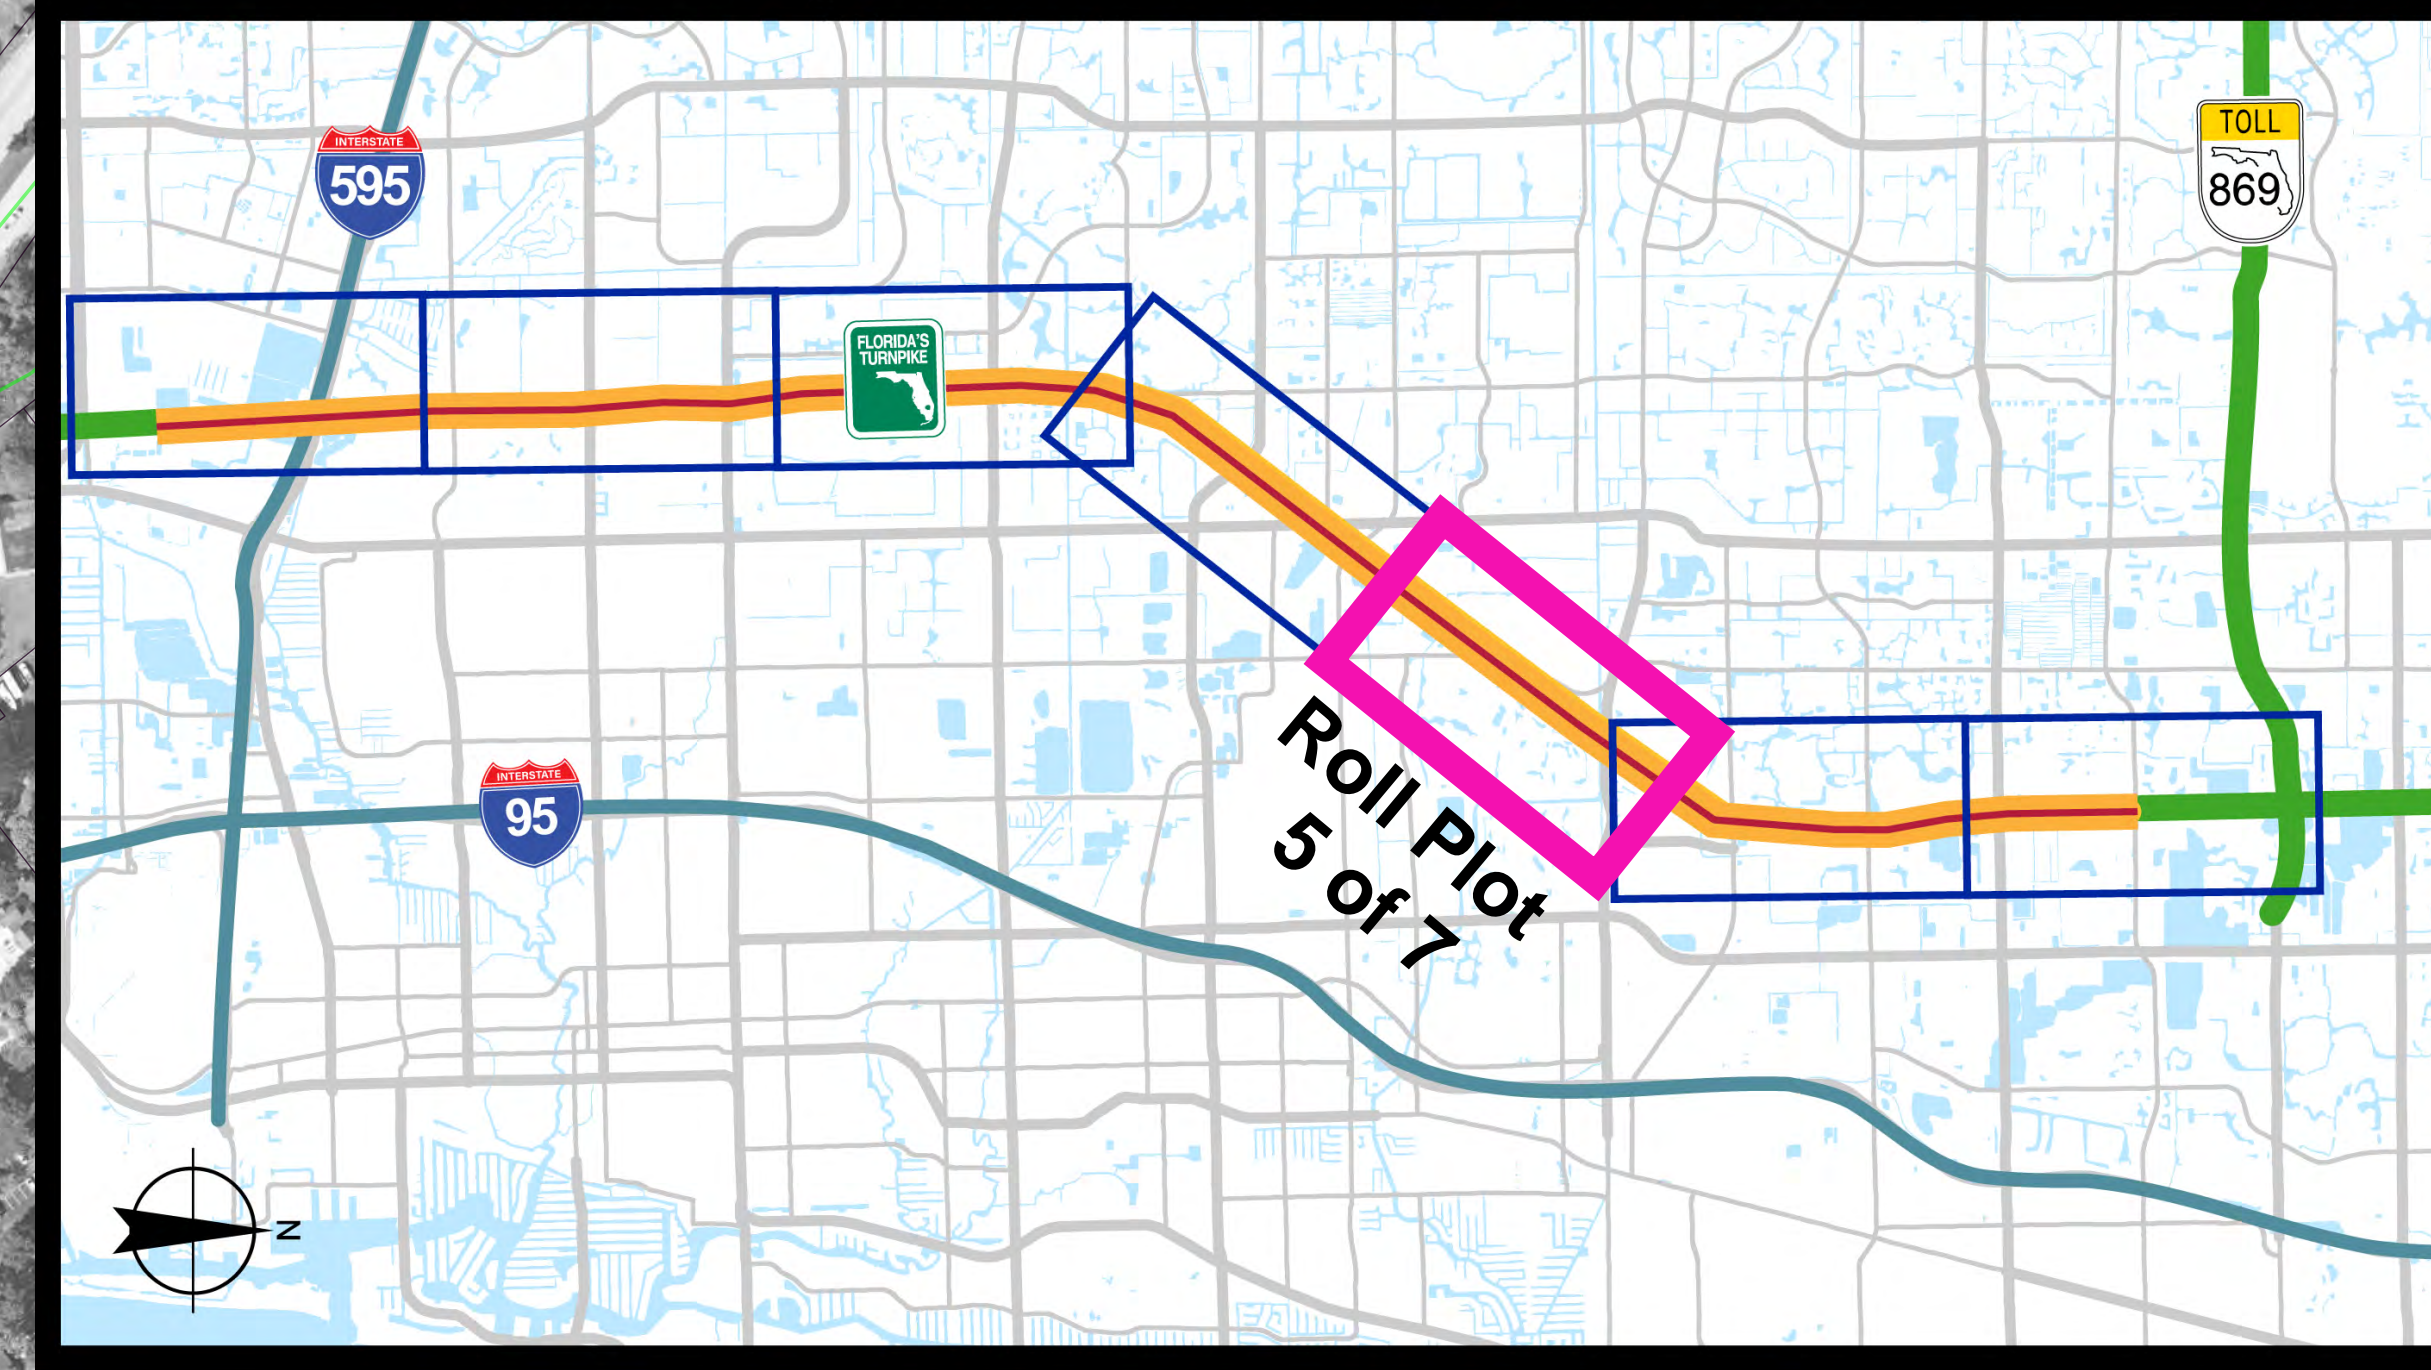 INTERSTATE
595
TOLL
869
FLORIDA'S
TURNPIKE
INTERSTATE
95
Roll Plot
5 of 7
N